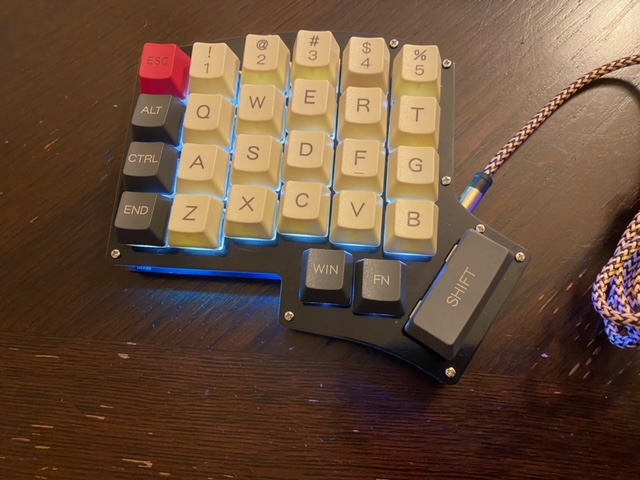 ESC ! @ # $ %
1 2 3 4 5
ALT Q W E R T
CTRL A S D F G
END Z X C V B
WIN FN SHIFT